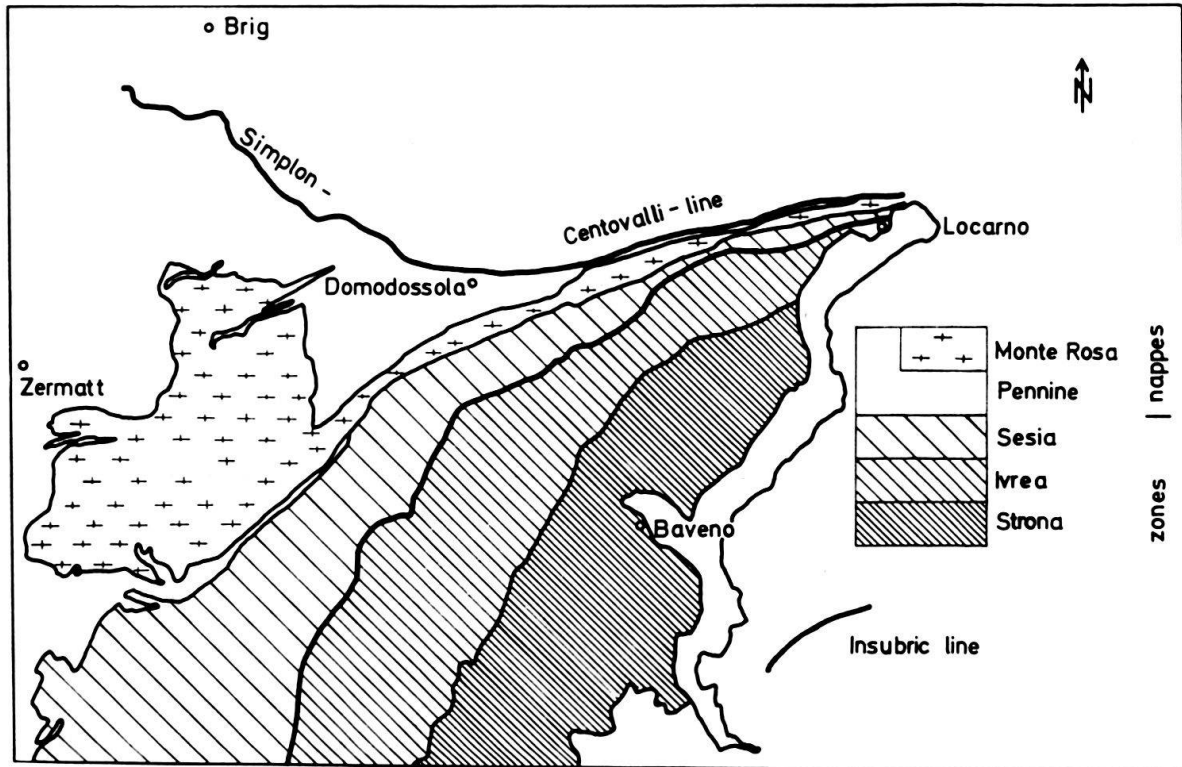 Brig
N
Simplon -
Centovalli - line
Locarno
Domodossola
Zermatt
Monte Rosa
Pennine
nappes
Sesia
Ivrea
Strona
zones
Baveno
Insubric line